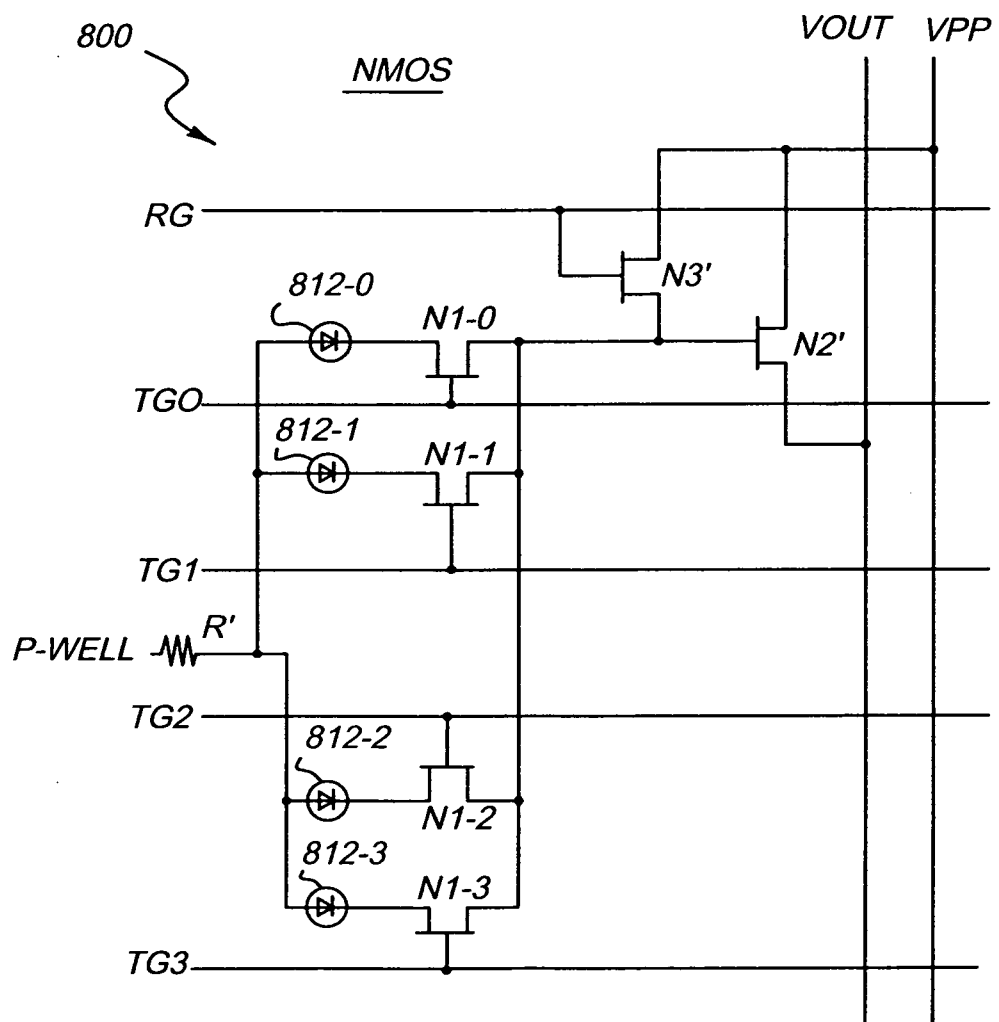 800
NMOS
VOUT VPP
RG
N3'
812-0
N1-0
N2'
TG0
812-1
N1-1
TG1
R'
P-WELL
TG2
812-2
N1-2
812-3
N1-3
TG3